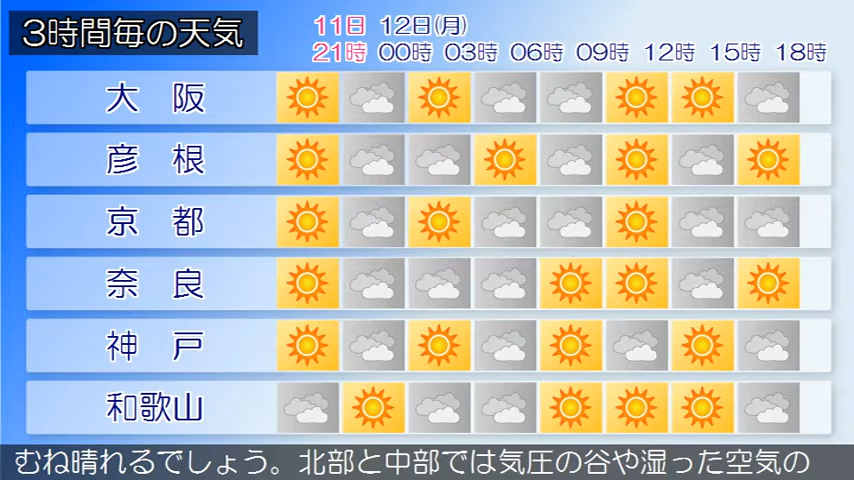 3時間毎の天気
11日 12日(月)
21時 00時 03時 06時 09時 12時 15時 18時
大阪
彦根
京都
奈良
神戸
和歌山
むね晴れるでしょう。北部と中部では気圧の谷や湿った空気の